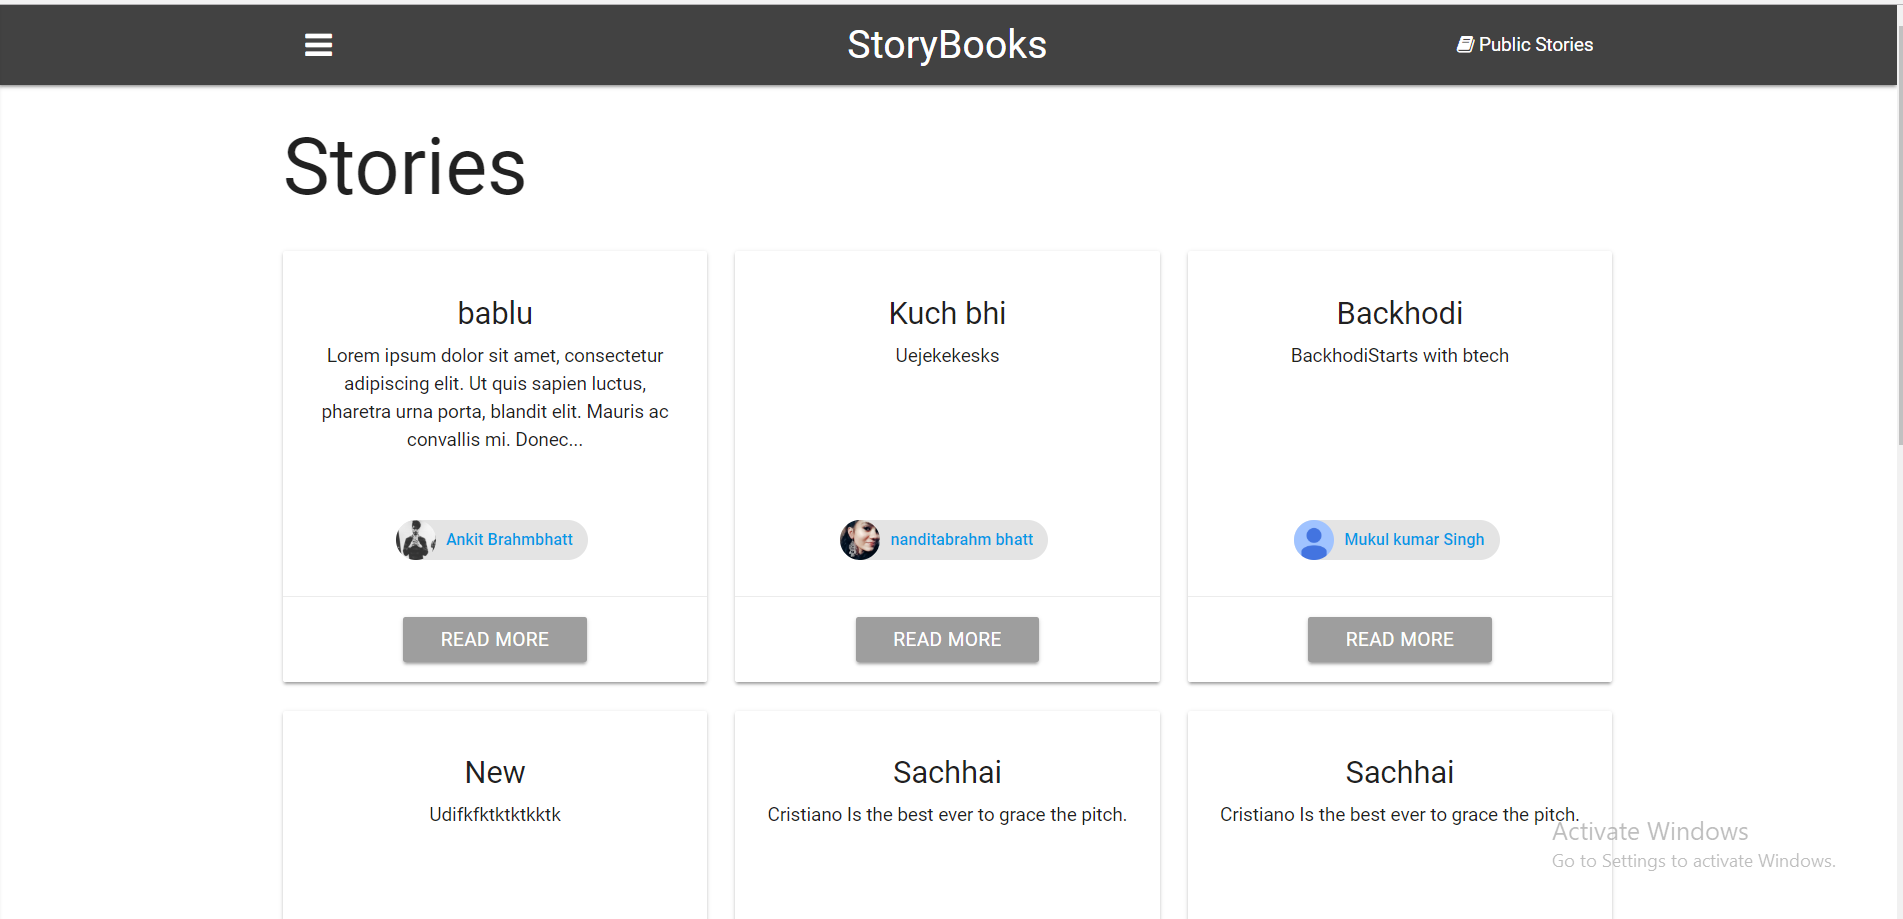 StoryBooks
Public Stories
Stories
bablu
Lorem ipsum dolor sit amet, consectetur
adipiscing elit. Ut quis sapien luctus,
pharetra urna porta, blandit elit. Mauris ac
convallis mi. Donec...
Ankit Brahmbhatt
READ MORE
Kuch bhi
Uejekekesks
nanditabrahm bhatt
READ MORE
Backhodi
BackhodiStarts with btech
Mukul kumar Singh
READ MORE
New
Udifkfktktktkktk
Sachhai
Cristiano Is the best ever to grace the pitch.
Sachhai
Cristiano Is the best ever to grace the pitch.
Activate Windows
Go to Settings to activate Windows.